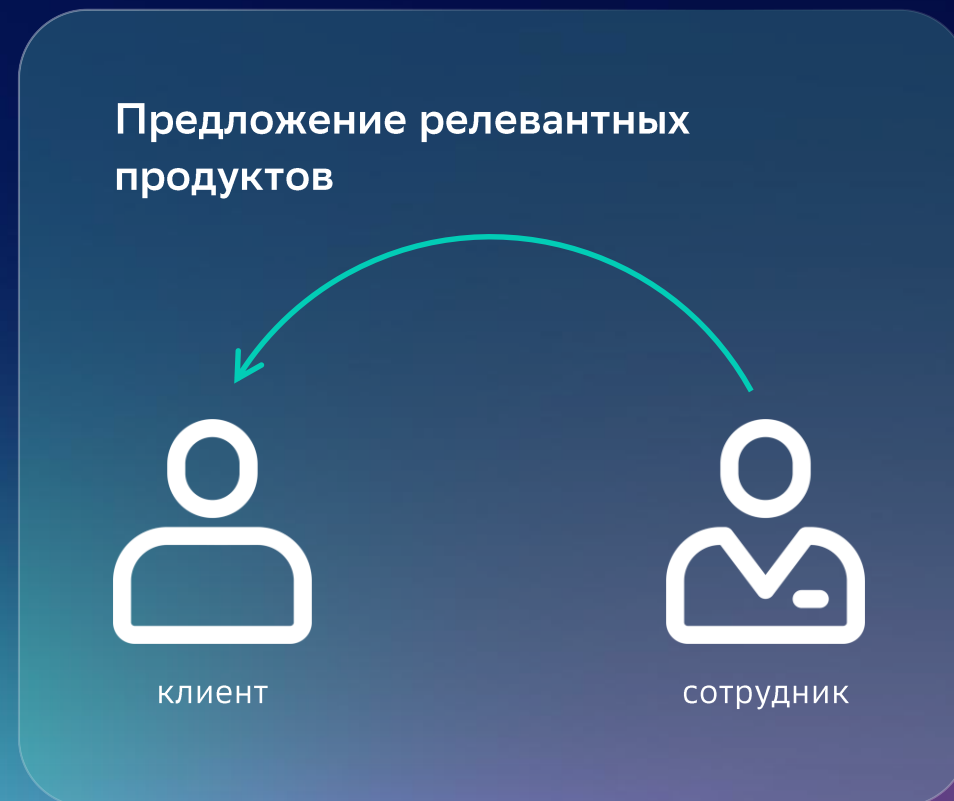 Предложение релевантных
продуктов
клиент
сотрудник